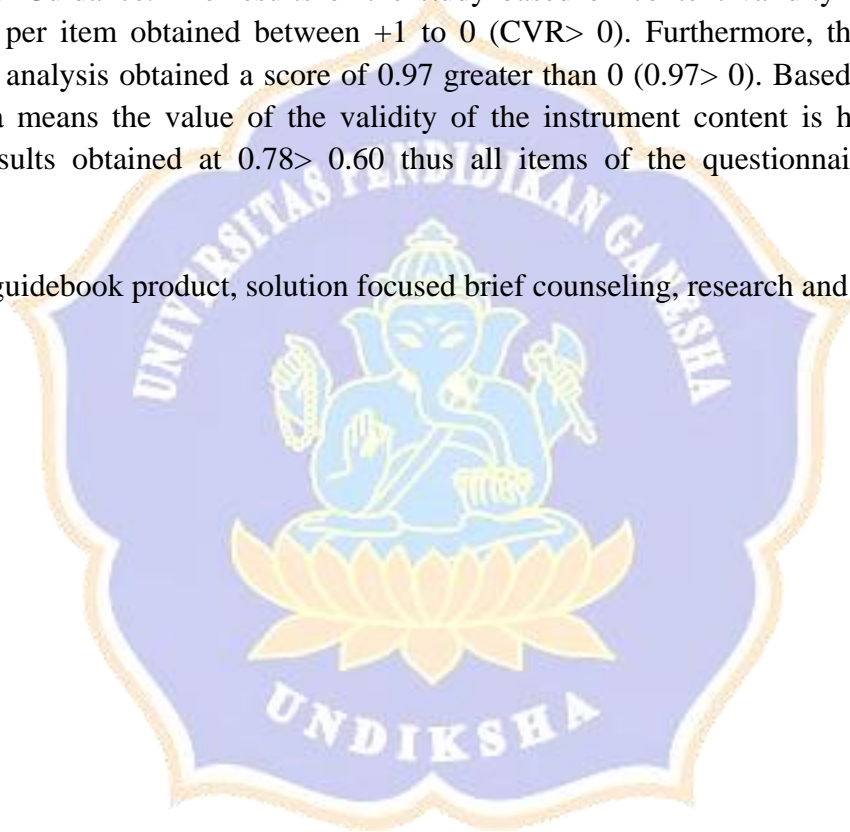 per item obtained between +1 to 0 (CVR> 0). Furthermore, th
analysis obtained a score of 0.97 greater than 0 (0.97> 0). Based
means the value of the validity of the instrument content is h
sults obtained at 0.78> 0.60 thus all items of the questionnai
guidebook product, solution focused brief counseling, research and
UNIVERSITAS PENDIDIKAN GANESHA
UNDIKSHA